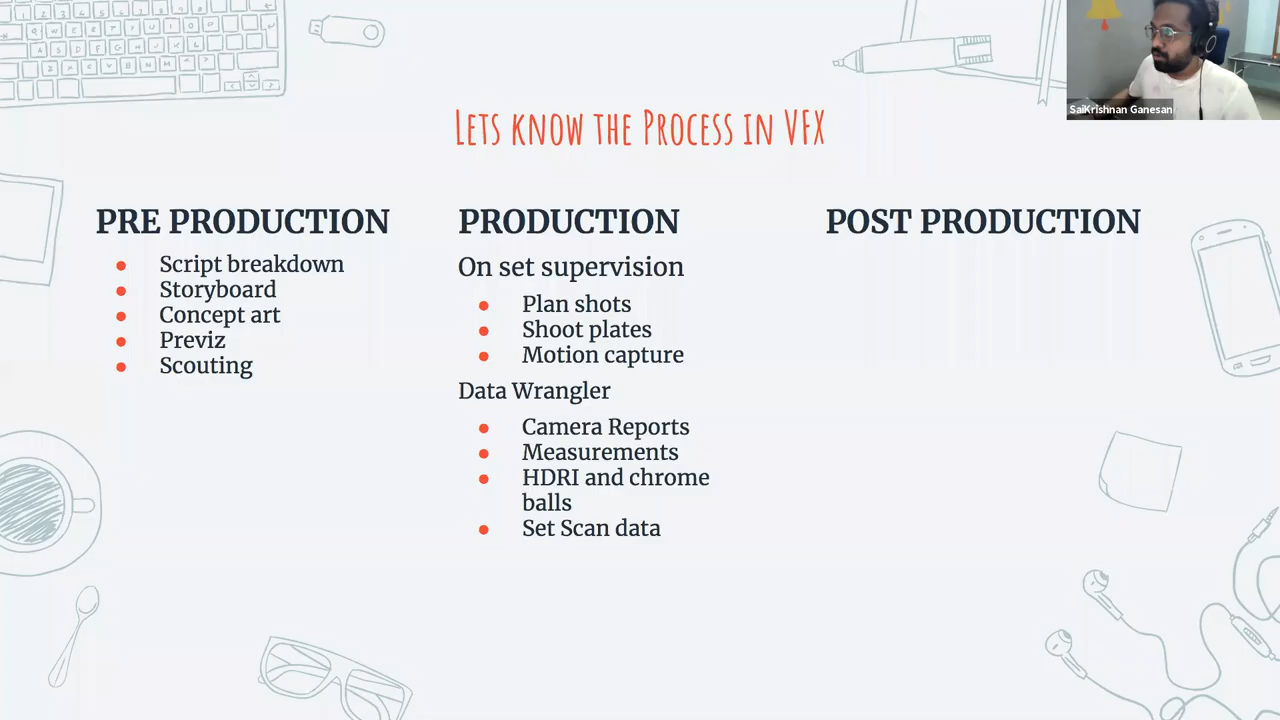 SaiKrishnan Ganesan
Lets know the Process in VFX
PRE PRODUCTION
Script breakdown
Storyboard
Concept art
Previz
Scouting
PRODUCTION
On set supervision
Plan shots
Shoot plates
Motion capture
Data Wrangler
Camera Reports
Measurements
HDRI and chrome
balls
Set Scan data
POST PRODUCTION